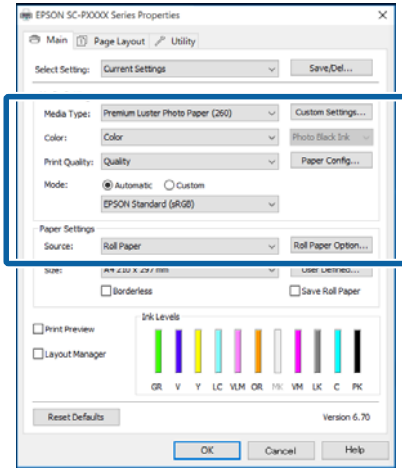 EPSON SC-PXXXX Series Properties
Main Page Layout Utility
Select Setting: Current Settings Save/Del...
Media Type: Premium Luster Photo Paper (260) Custom Settings...
Color: Color Photo Black Ink
Print Quality: Quality Paper Config...
Mode: Automatic Custom
EPSON Standard (sRGB)
Paper Settings
Source: Roll Paper Roll Paper Option...
Size: A4 210 x 297 mm User Defined...
Borderless Save Roll Paper
Ink Levels
Print Preview
Layout Manager
GR V Y LC VLM OR MK VM LK C PK
Reset Defaults Version 6.70
OK Cancel Help